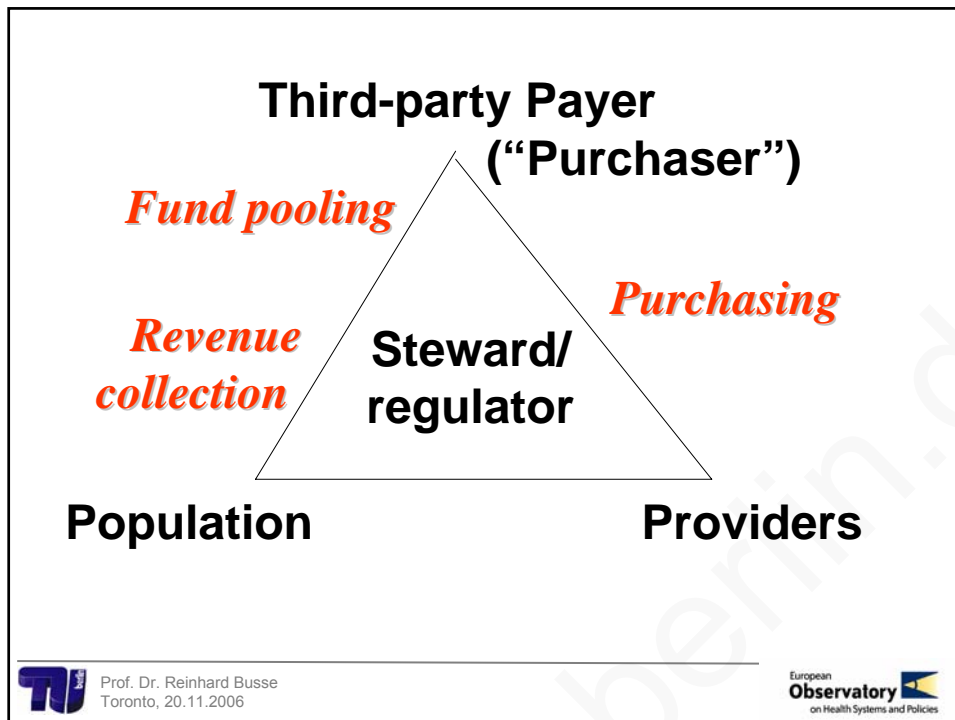 Third-party Payer
(“Purchaser”)
Fund pooling
Purchasing
Revenue
collection
Steward/
regulator
Population
Providers
Prof. Dr. Reinhard Busse
Toronto, 20.11.2006
berlin
European
Observatory
on Health Systems and Policies